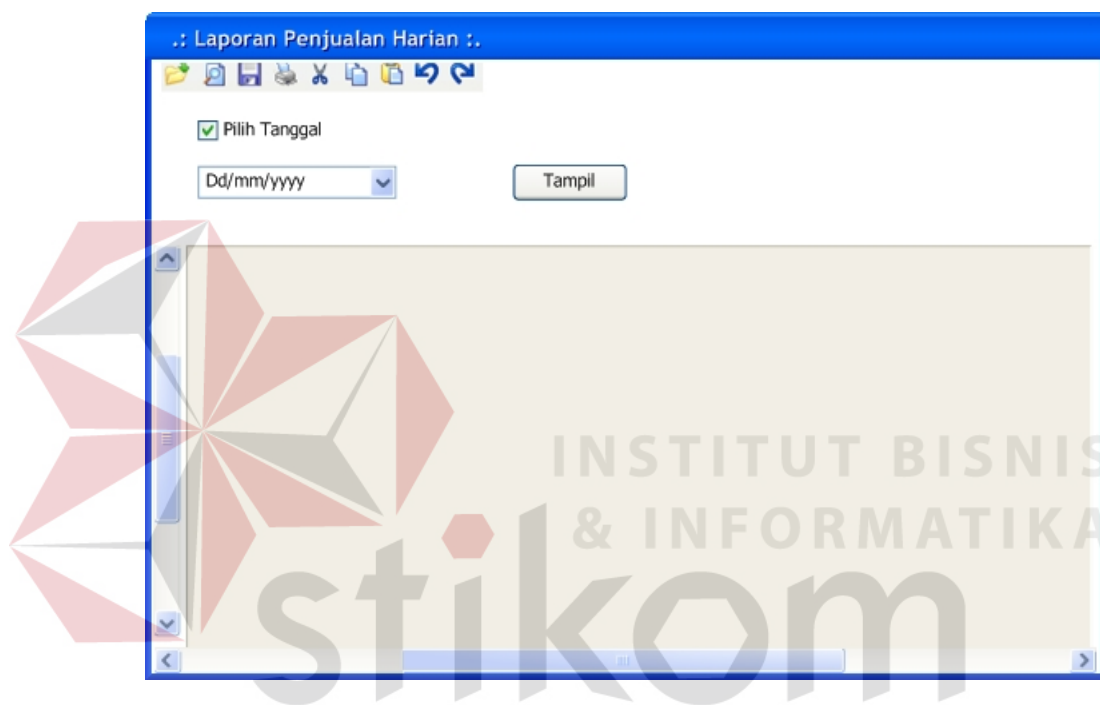 .: Laporan Penjualan Harian :.
Pilih Tanggal
Dd/mm/yyyy
Tampil
INSTITUT BISNIS
& INFORMATIKA
stikom